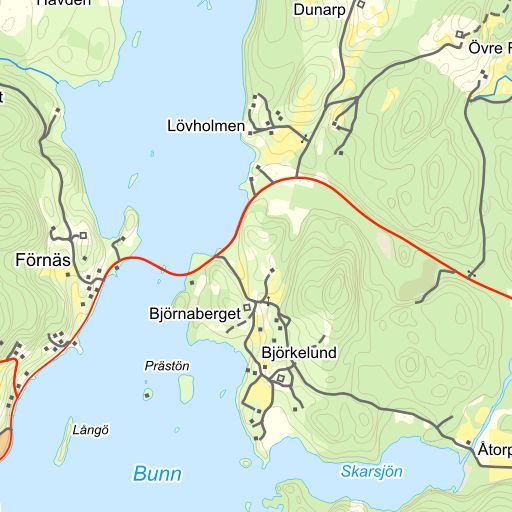 Dunarp
Övre
Lövholmen
Förnäs
Björnaberget
Björkelund
Prästön
Långö
Åtorp
Bunn
Skarsjön